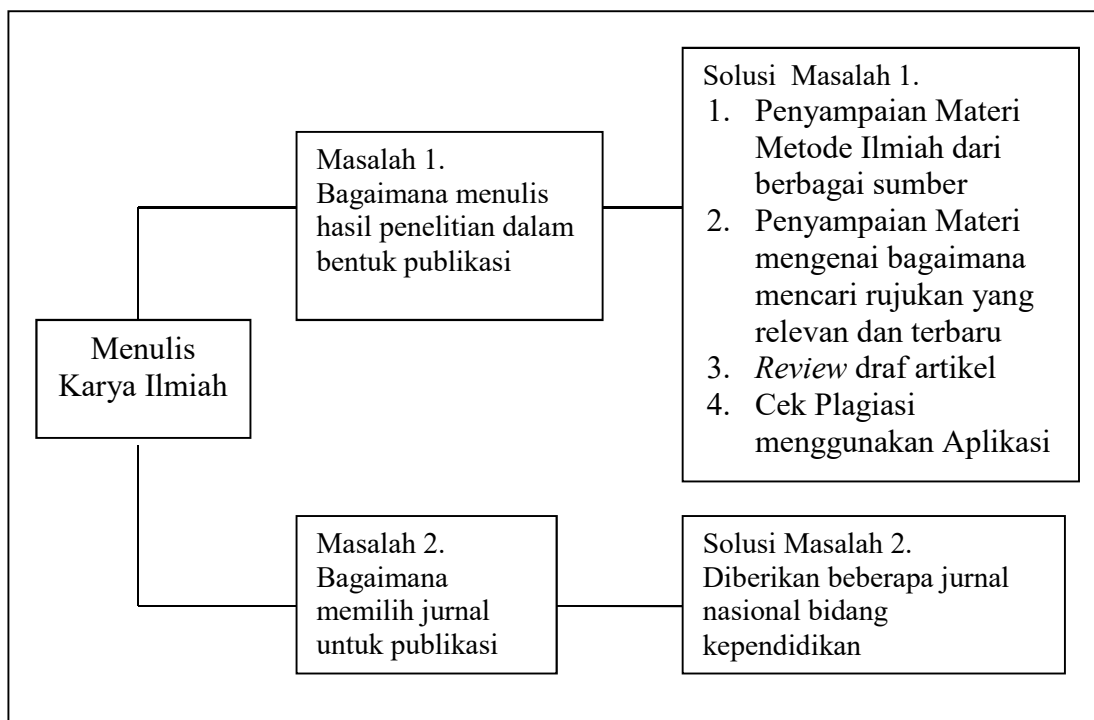 Menulis
Karya Ilmiah
Masalah 1.
Bagaimana menulis
hasil penelitian dalam
bentuk publikasi
Solusi Masalah 1.
1. Penyampaian Materi
Metode Ilmiah dari
berbagai sumber
2. Penyampaian Materi
mengenai bagaimana
mencari rujukan yang
relevan dan terbaru
3. Review draf artikel
4. Cek Plagiasi
menggunakan Aplikasi
Masalah 2.
Bagaimana
memilih jurnal
untuk publikasi
Solusi Masalah 2.
Diberikan beberapa jurnal
nasional bidang
kependidikan